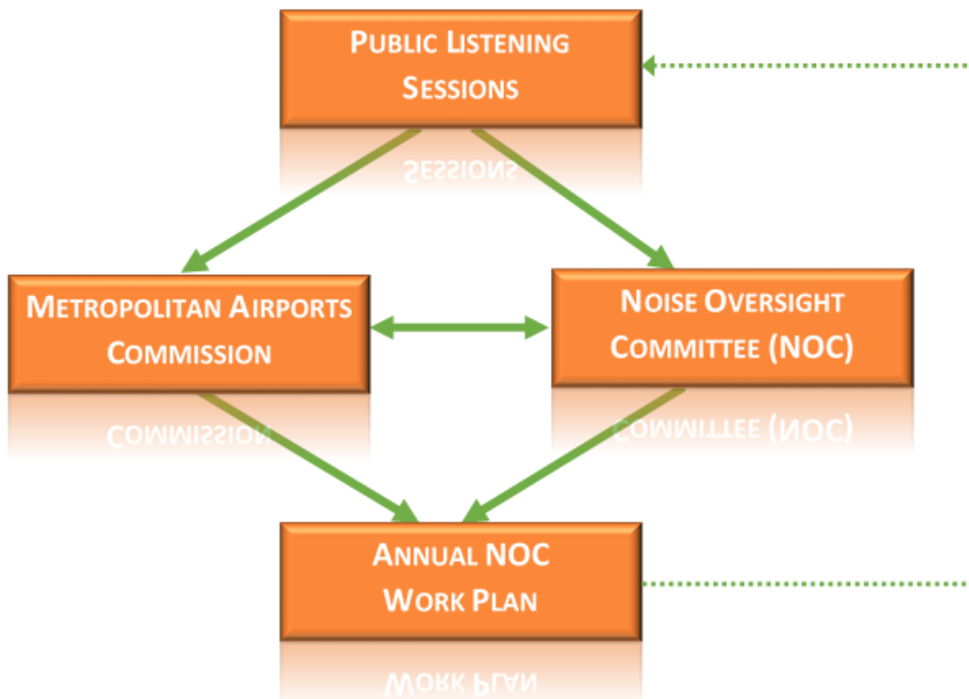 PUBLIC LISTENING
SESSIONS
METROPOLITAN AIRPORTS
COMMISSION
NOISE OVERSIGHT
COMMITTEE (NOC)
ANNUAL NOC
WORK PLAN